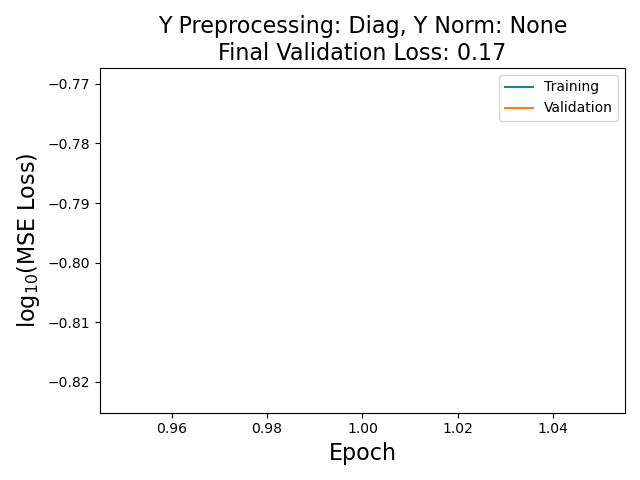 Y Preprocessing: Diag, Y Norm: None
Final Validation Loss: 0.17
Training
Validation
log₁₀(MSE Loss)
−0.77
−0.78
−0.79
−0.80
−0.81
−0.82
0.96 0.98 1.00 1.02 1.04
Epoch